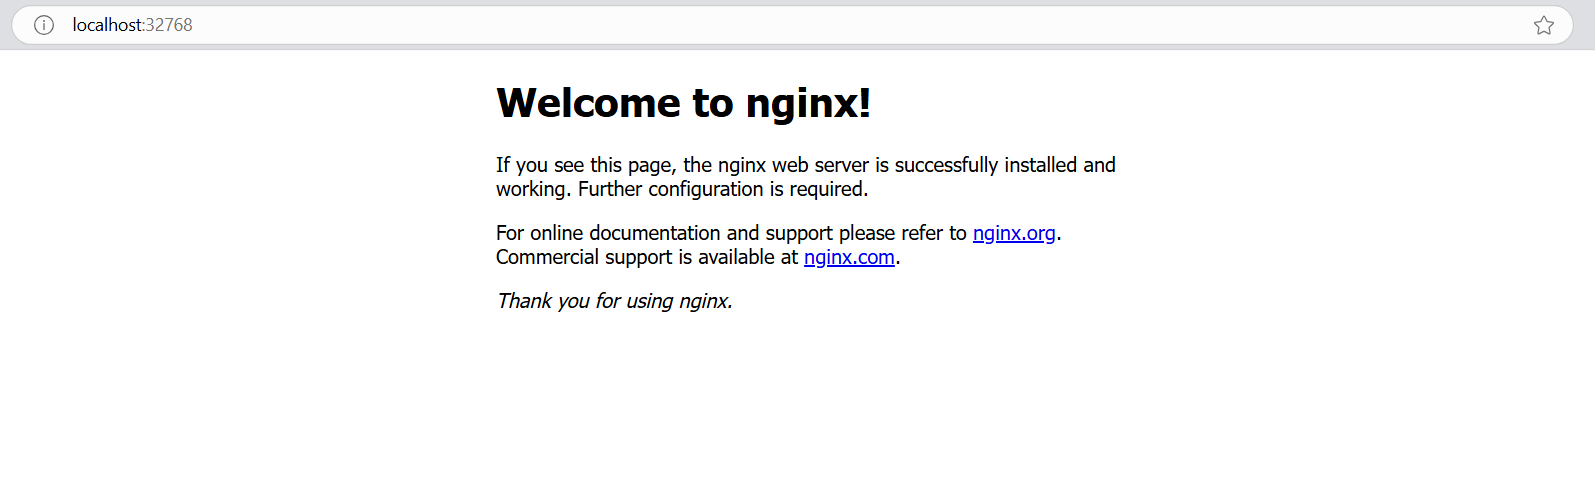 localhost:32768
Welcome to nginx!
If you see this page, the nginx web server is successfully installed and
working. Further configuration is required.
For online documentation and support please refer to nginx.org.
Commercial support is available at nginx.com.
Thank you for using nginx.